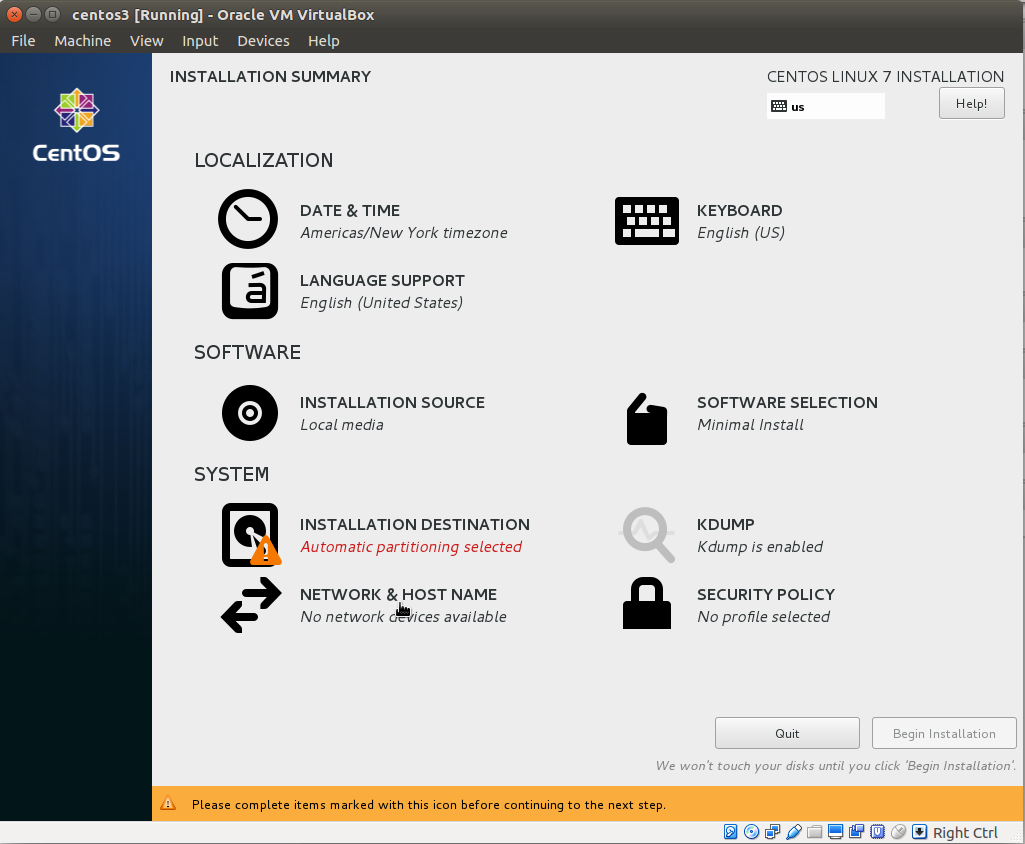 centos3 [Running] - Oracle VM VirtualBox
File Machine View Input Devices Help
CentOS
INSTALLATION SUMMARY
CENTOS LINUX 7 INSTALLATION
us
Help!
LOCALIZATION
DATE & TIME
Americas/New York timezone
KEYBOARD
English (US)
á
LANGUAGE SUPPORT
English (United States)
SOFTWARE
INSTALLATION SOURCE
Local media
SOFTWARE SELECTION
Minimal Install
SYSTEM
INSTALLATION DESTINATION
Automatic partitioning selected
KDUMP
Kdump is enabled
NETWORK & HOST NAME
No network devices available
SECURITY POLICY
No profile selected
Quit
Begin Installation
We won't touch your disks until you click 'Begin Installation'.
Please complete items marked with this icon before continuing to the next step.
Right Ctrl